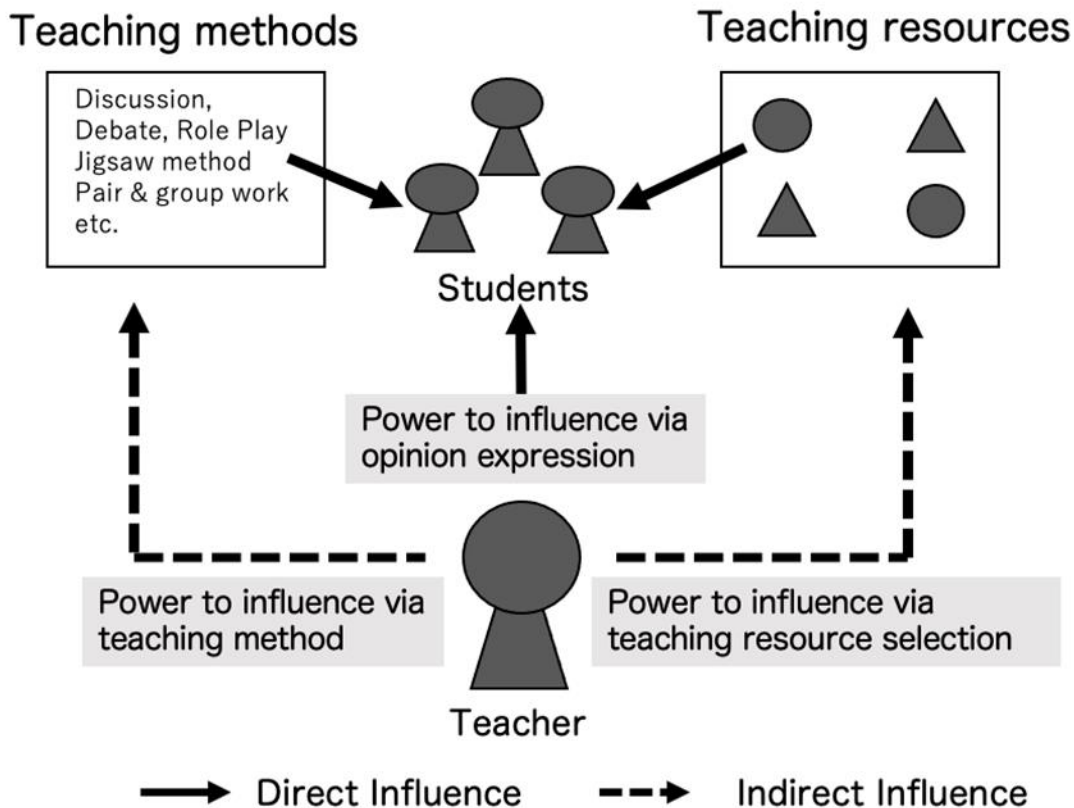 Teaching methods
Teaching resources
Discussion,
Debate, Role Play
Jigsaw method
Pair & group work
etc.
Students
Power to influence via
opinion expression
Power to influence via
teaching method
Power to influence via
teaching resource selection
Teacher
Direct Influence
Indirect Influence